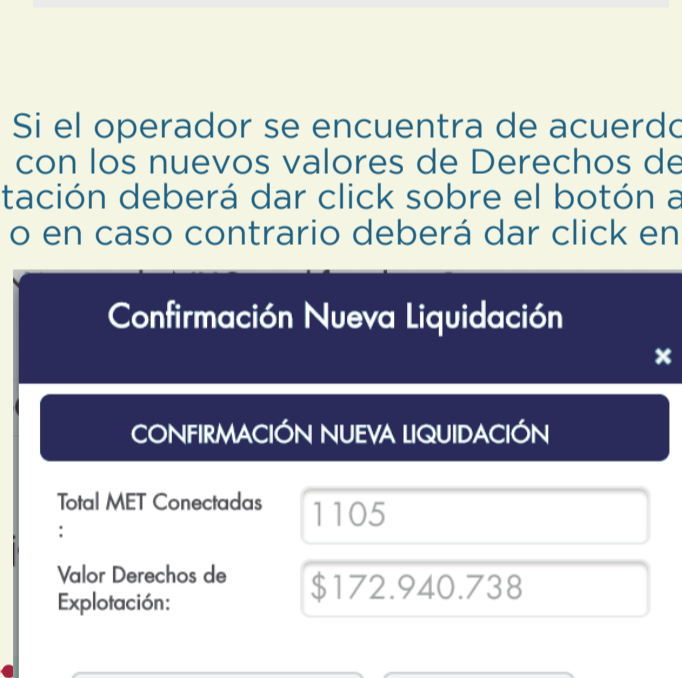 Si el operador se encuentra de acuerdo
con los nuevos valores de Derechos de
tación deberá dar click sobre el botón a
o en caso contrario deberá dar click en
Confirmación Nueva Liquidación
×
CONFIRMACIÓN NUEVA LIQUIDACIÓN
Total MET Conectadas
:
1105
Valor Derechos de
Explotación:
$172.940.738